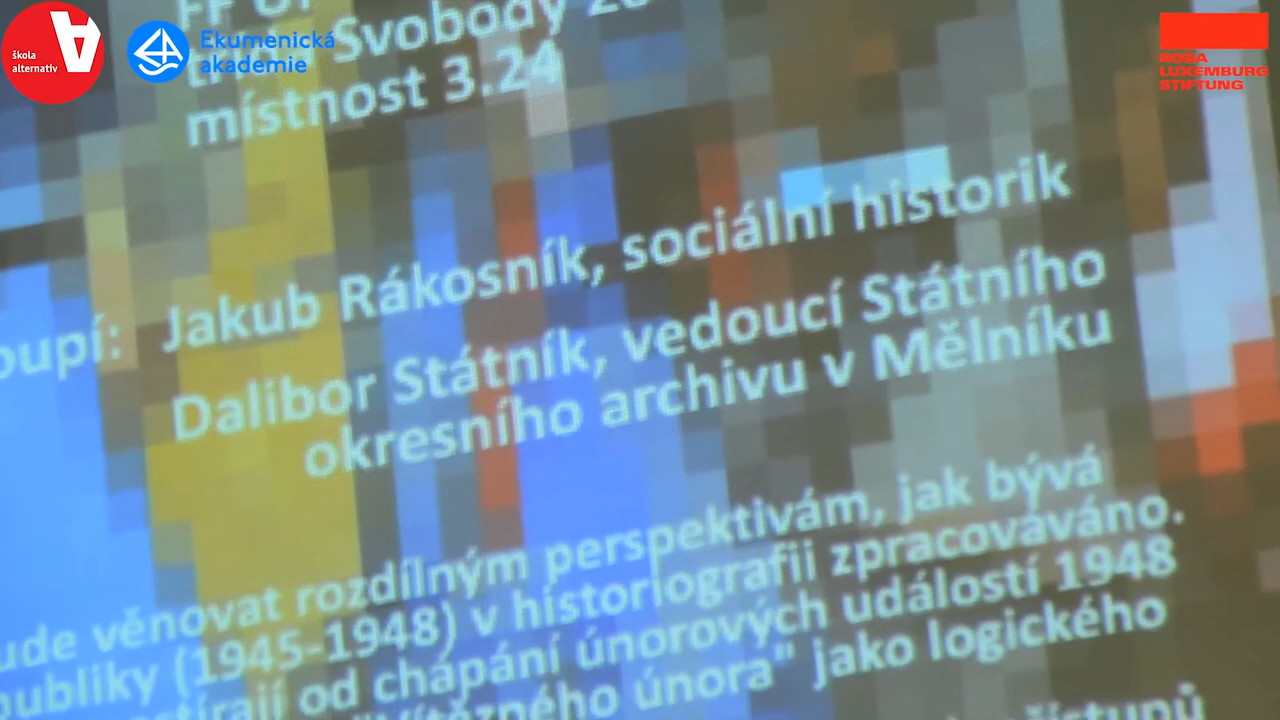 škola
alternativ
Ekumenická
akademie
ROSA
LUXEMBURG
STIFTUNG
Svobody
místnost 3.24
Jakub Rákosník, sociální historik
Dalibor Státník, vedoucí Státního
okresního archivu v Mělníku
věnovat rozdílným perspektivám, jak bývá
(1945-1948) v historiografii zpracováváno.
od chápání únorových událostí 1948
února" jako logického